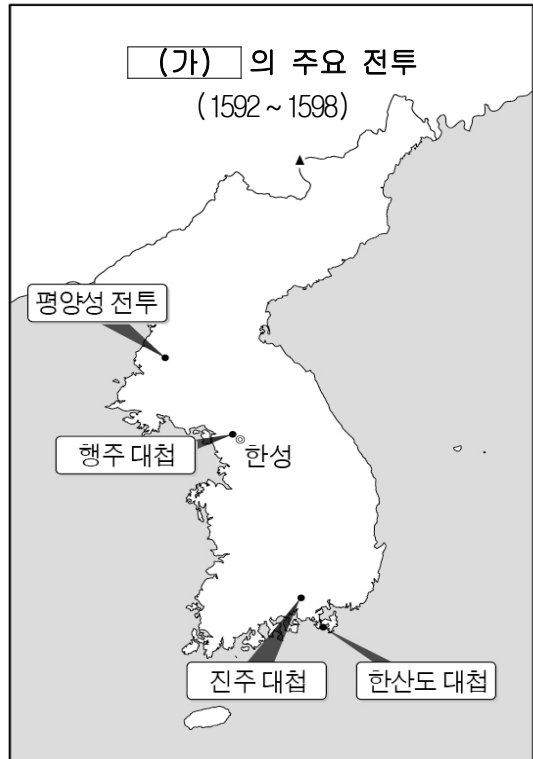 (가) 의 주요 전투
(1592 ~ 1598)
평양성 전투
행주 대첩
한성
진주 대첩
한산도 대첩